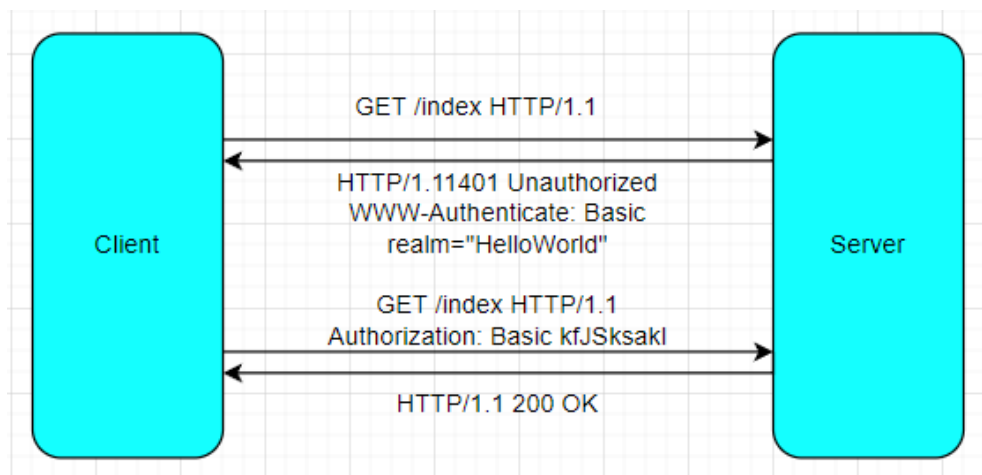 GET /index HTTP/1.1
HTTP/1.11401 Unauthorized
WWW-Authenticate: Basic
realm="HelloWorld"
Client
Server
GET /index HTTP/1.1
Authorization: Basic kfJSksakI
HTTP/1.1 200 OK